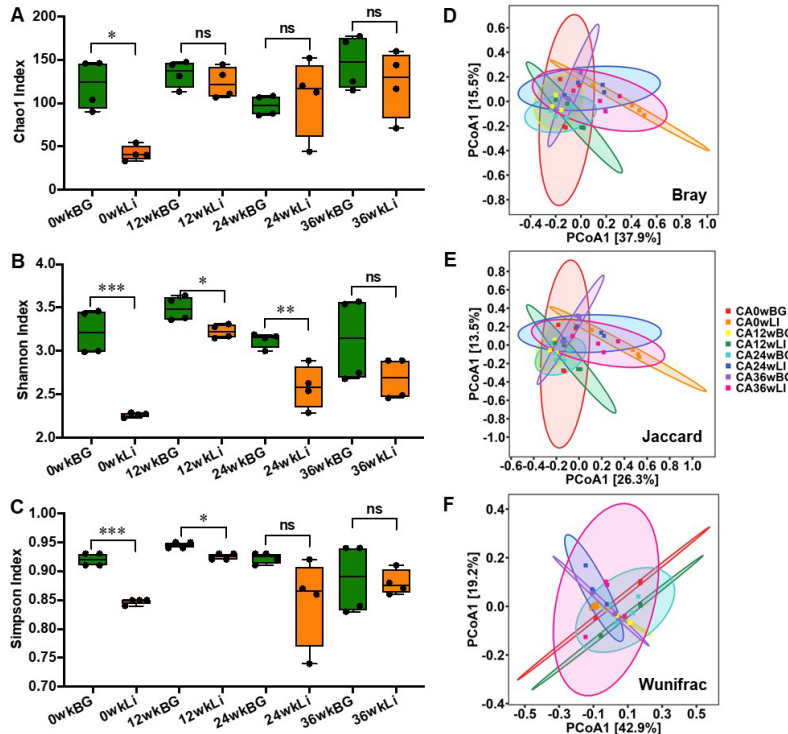 A
Chao1 Index
150
100
50
0
200
* ns ns ns
0wkBG 0wkLi 12wkBG 12wkLi 24wkBG 24wkLi 36wkBG 36wkLi
B
Shannon Index
4.0
3.5
3.0
2.5
2.0
*** * ** ns
0wkBG 0wkLi 12wkBG 12wkLi 24wkBG 24wkLi 36wkBG 36wkLi
C
Simpson Index
1.00
0.95
0.90
0.85
0.80
0.75
0.70
*** * ns ns
0wkBG 0wkLi 12wkBG 12wkLi 24wkBG 24wkLi 36wkBG 36wkLi
D
PCoA1 [15.5%]
0.6
0.4
0.2
0.0
-0.2
-0.4
-0.6
-0.8
Bray
-0.4 -0.2 0.0 0.2 0.4 0.6 0.8 1.0
PCoA1 [37.9%]
E
PCoA1 [13.5%]
0.8
0.6
0.4
0.2
0.0
-0.2
-0.4
-0.6
-0.8
-1.0
Jaccard
-0.6 -0.4 -0.2 0.0 0.2 0.4 0.6 0.8 1.0
PCoA1 [26.3%]
CA0wBG
CA0wLI
CA12wBG
CA12wLI
CA24wBG
CA24wLI
CA36wBG
CA36wLI
F
PCoA1 [19.2%]
0.4
0.2
0.0
-0.2
-0.4
Wunifrac
-0.5 -0.3 -0.1 0.1 0.3 0.5
PCoA1 [42.9%]